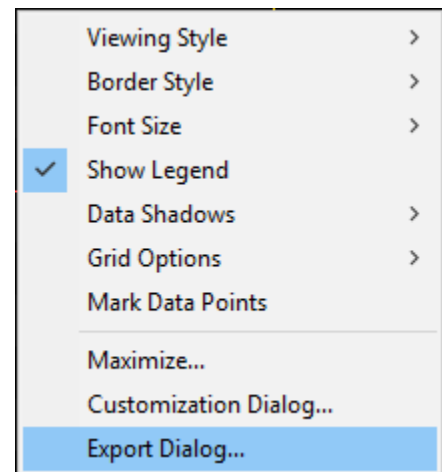 Viewing Style
Border Style
Font Size
Show Legend
Data Shadows
Grid Options
Mark Data Points
Maximize...
Customization Dialog...
Export Dialog...